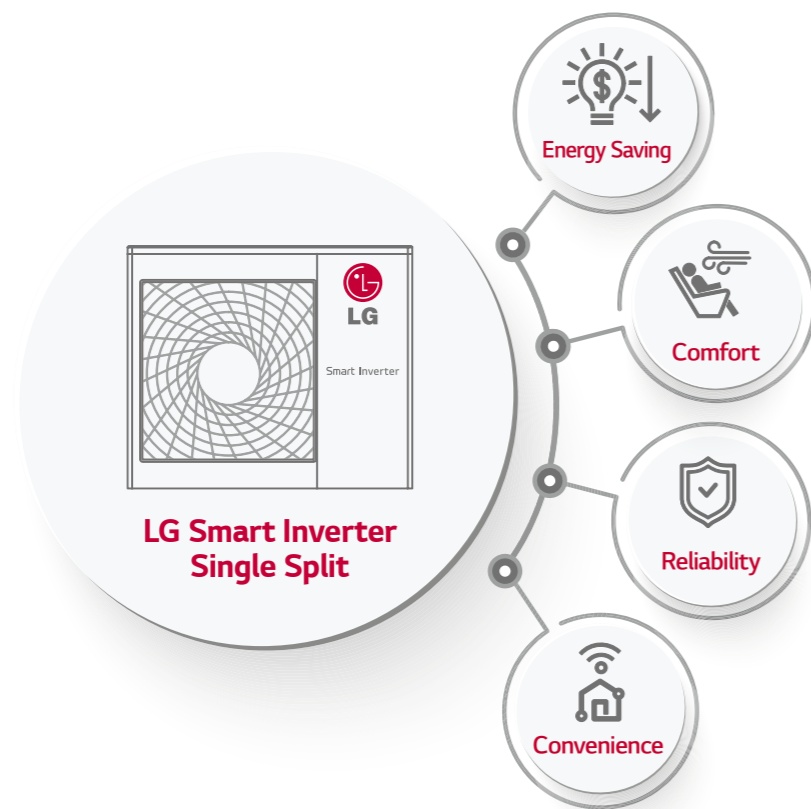 Energy Saving
LG
Smart Inverter
Comfort
LG Smart Inverter
Single Split
Reliability
Convenience